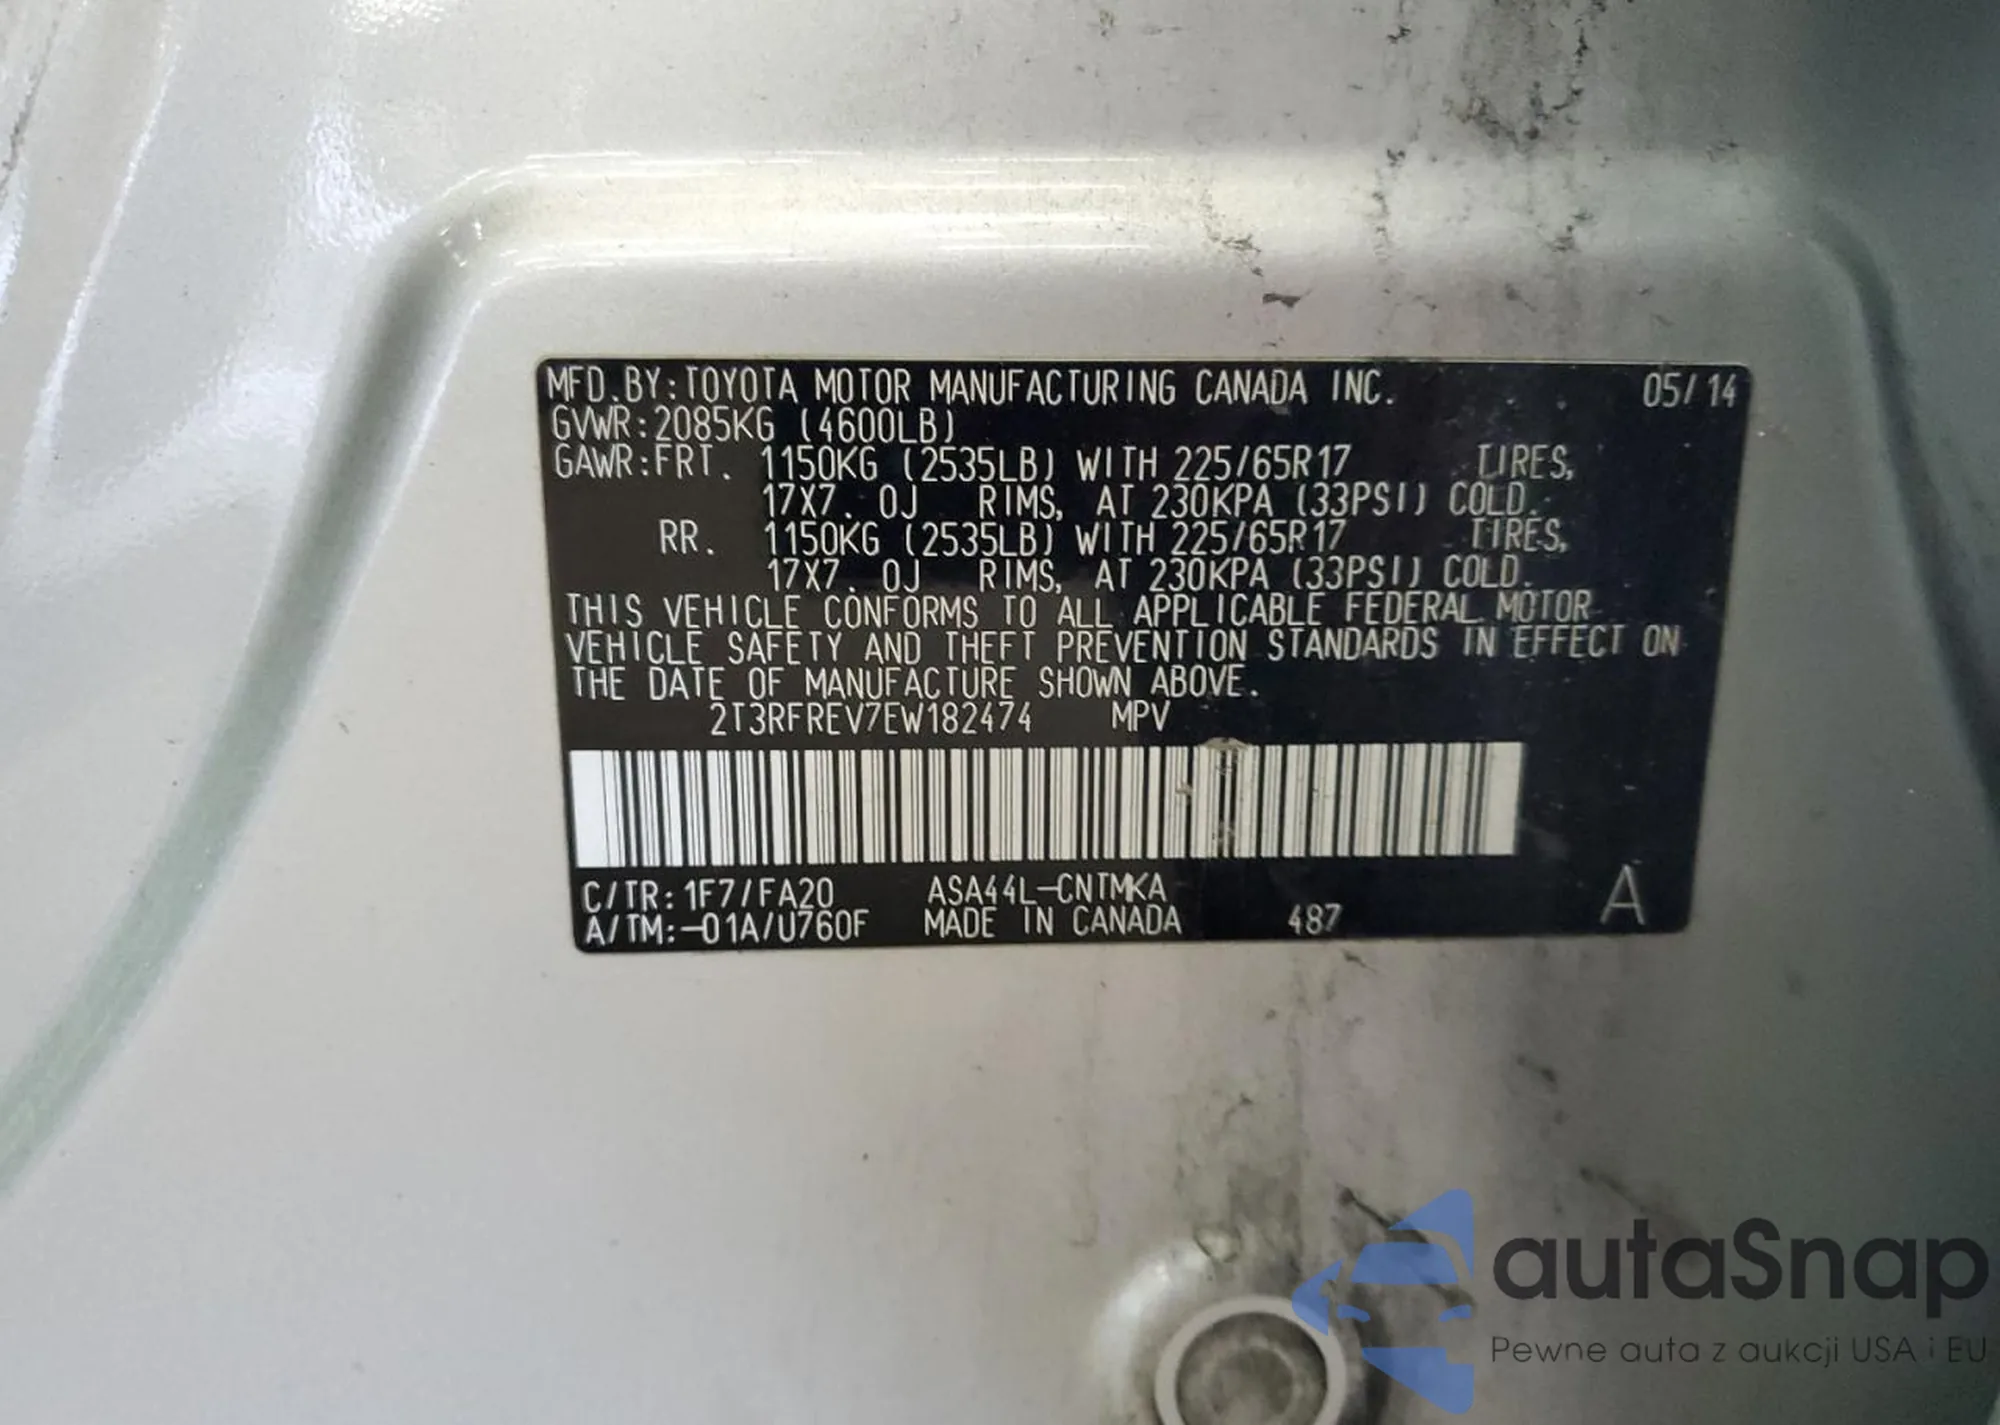 MFD.BY:TOYOTA MOTOR MANUFACTURING CANADA INC. 05/14
GVWR:2085KG (4600LB)
GAWR:FRT. 1150KG (2535LB) WITH 225/65R17 TIRES,
17X7.0J RIMS, AT 230KPA (33PSI) COLD.
RR. 1150KG (2535LB) WITH 225/65R17 TIRES,
17X7.0J RIMS, AT 230KPA (33PSI) COLD.
THIS VEHICLE CONFORMS TO ALL APPLICABLE FEDERAL MOTOR
VEHICLE SAFETY AND THEFT PREVENTION STANDARDS IN EFFECT ON
THE DATE OF MANUFACTURE SHOWN ABOVE.
2T3RFREV7EW182474 MPV
C/TR:1F7/FA20 ASA44L-CNTMKA
A/TM:-01A/U760F MADE IN CANADA 487 A
autaSnap
Pewne auta z aukcji USA i EU